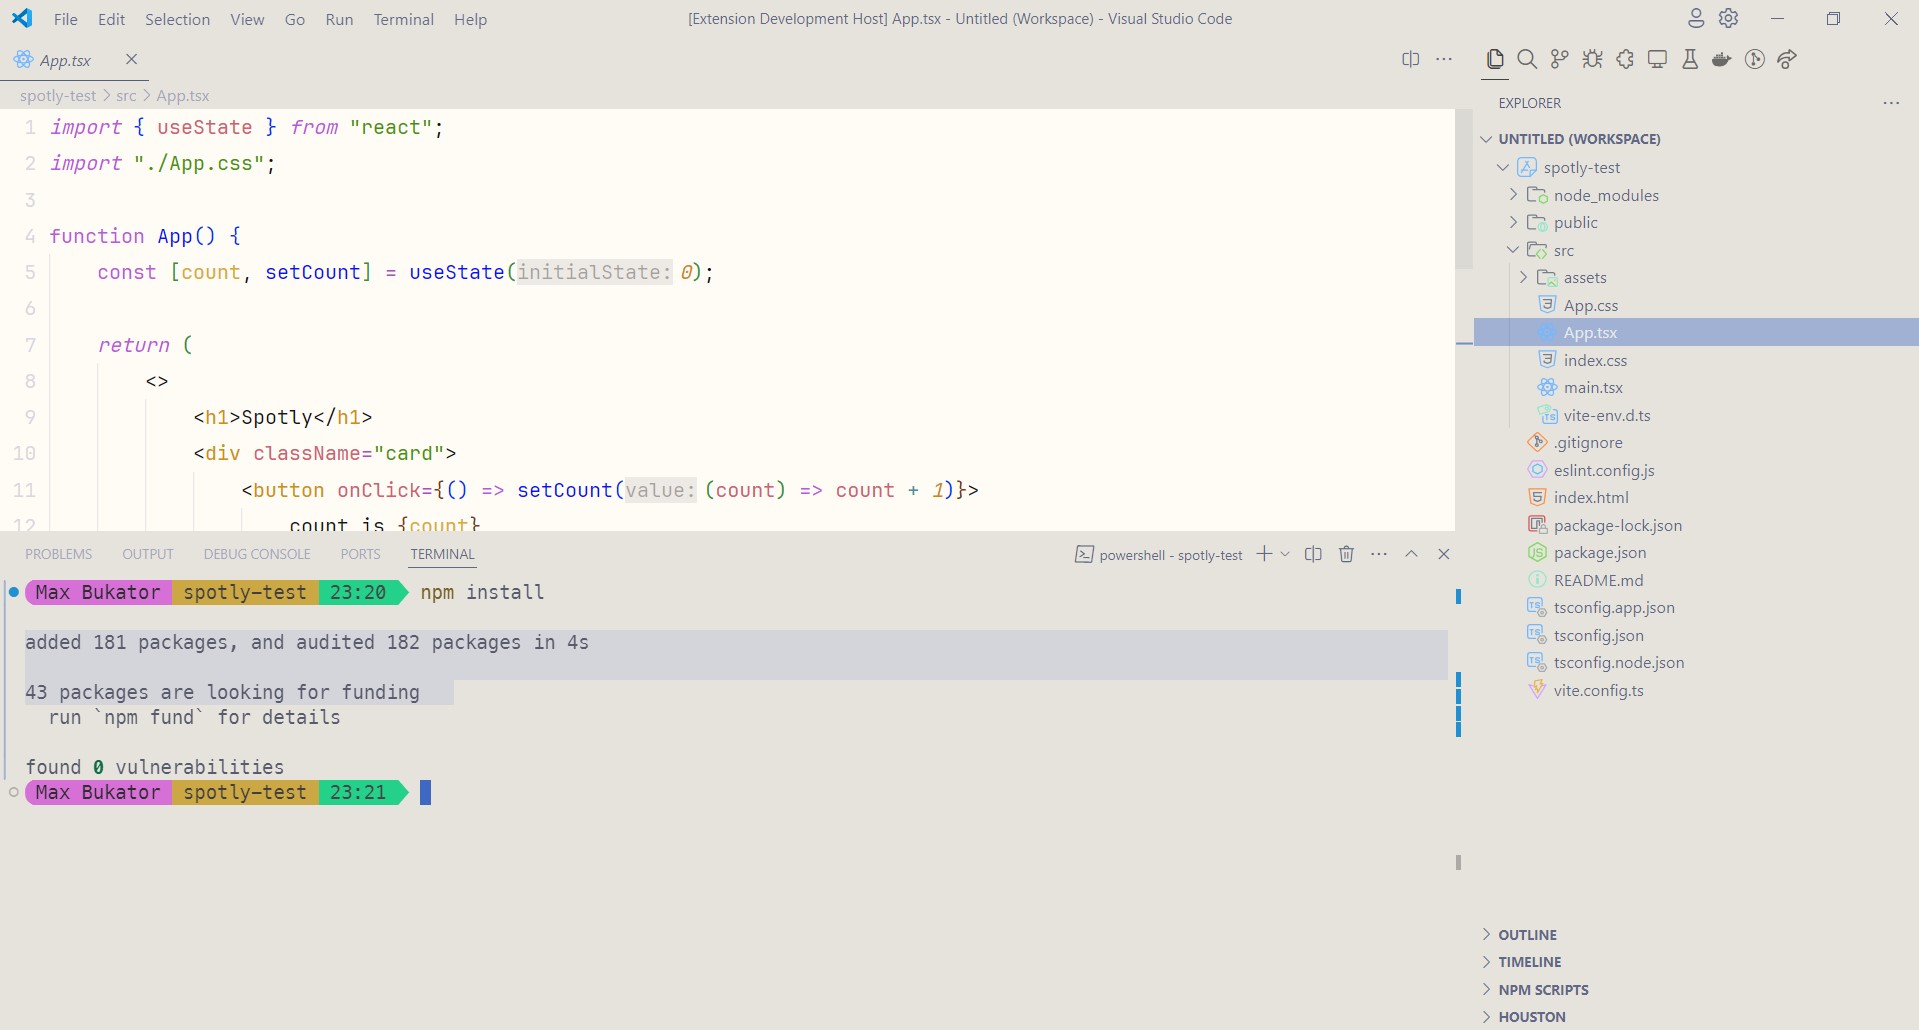 File Edit Selection View Go Run Terminal Help
[Extension Development Host] App.tsx - Untitled (Workspace) - Visual Studio Code
App.tsx
spotly-test > src > App.tsx
1 import { useState } from "react";
2 import "./App.css";
3
4 function App() {
5 const [count, setCount] = useState(initialState: 0);
6
7 return (
8 <>
9 <h1>Spotly</h1>
10 <div className="card">
11 <button onClick={() => setCount(value: (count) => count + 1)}>
12 count is {count}
PROBLEMS OUTPUT DEBUG CONSOLE PORTS TERMINAL
powershell - spotly-test
Max Bukator spotly-test 23:20 npm install
added 181 packages, and audited 182 packages in 4s
43 packages are looking for funding
run `npm fund` for details
found 0 vulnerabilities
Max Bukator spotly-test 23:21
EXPLORER
UNTITLED (WORKSPACE)
spotly-test
node_modules
public
src
assets
App.css
App.tsx
index.css
main.tsx
vite-env.d.ts
.gitignore
eslint.config.js
index.html
package-lock.json
package.json
README.md
tsconfig.app.json
tsconfig.json
tsconfig.node.json
vite.config.ts
OUTLINE
TIMELINE
NPM SCRIPTS
HOUSTON